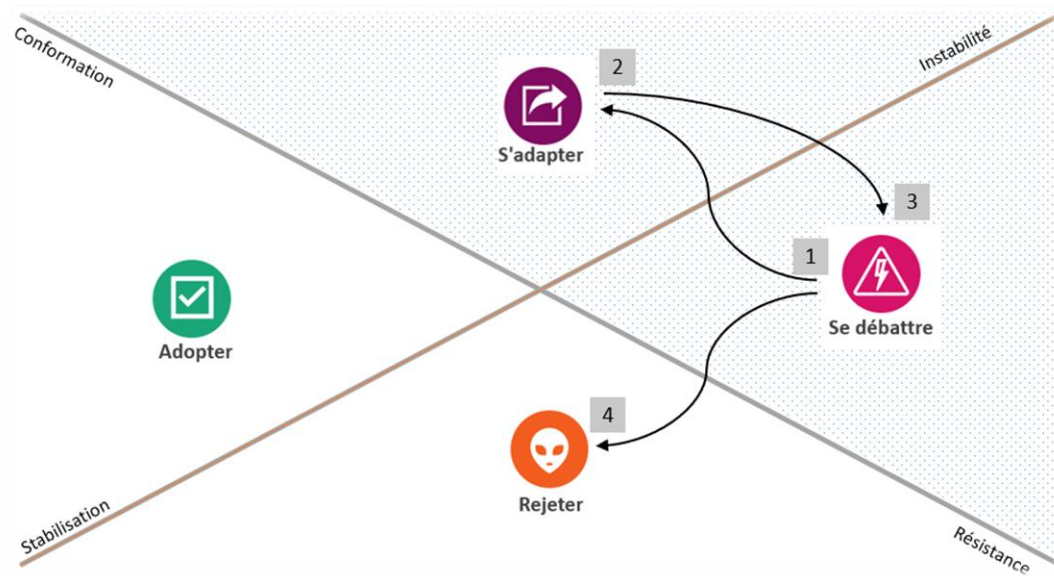 Conformation
Instabilité
2
S'adapter
3
1
Se débattre
Adopter
4
Rejeter
Stabilisation
Résistance